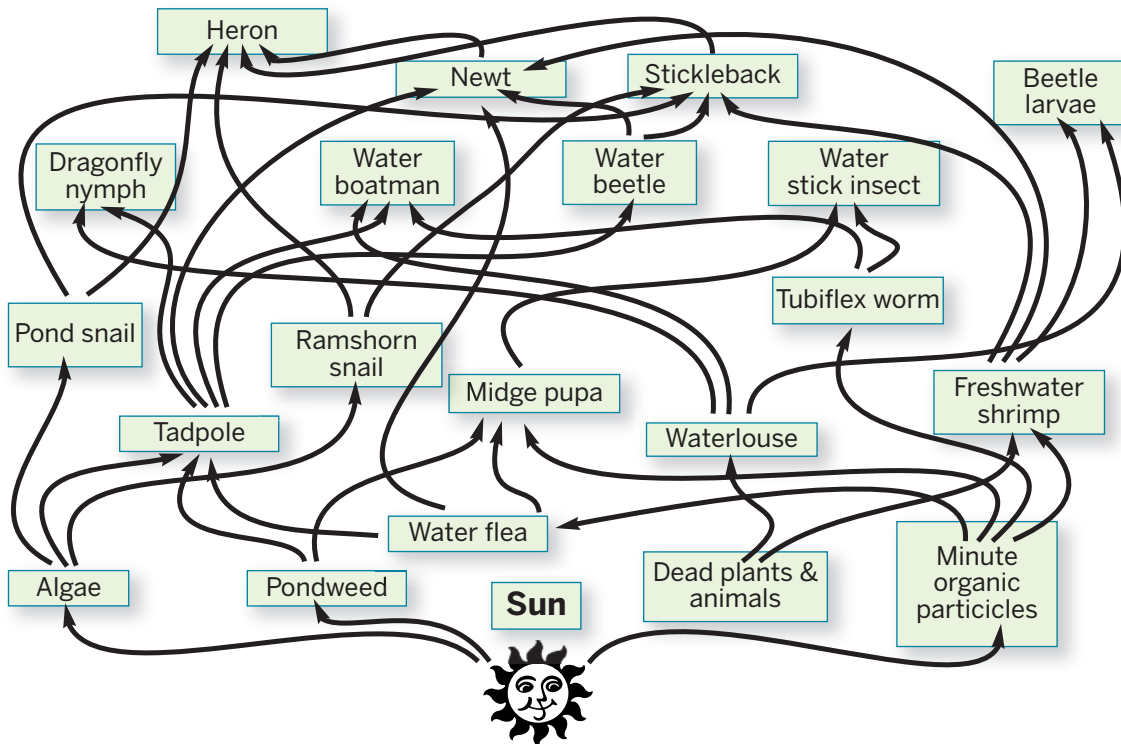 Heron
Newt
Stickleback
Beetle
larvae
Dragonfly
nymph
Water
boatman
Water
beetle
Water
stick insect
Tubiflex worm
Pond snail
Ramshorn
snail
Midge pupa
Freshwater
shrimp
Tadpole
Waterlouse
Water flea
Algae
Pondweed
Sun
Dead plants &
animals
Minute
organic
particicles